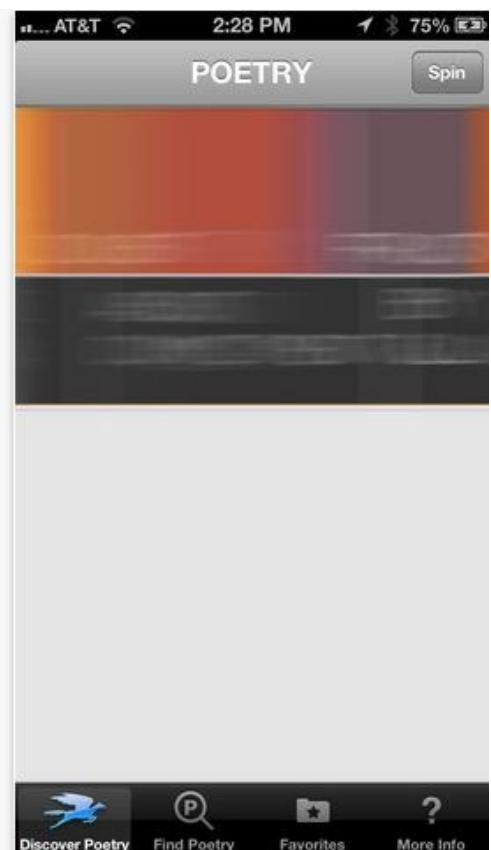 AT&T 2:28 PM 75%
POETRY Spin
P
Discover Poetry Find Poetry Favorites More Info
?